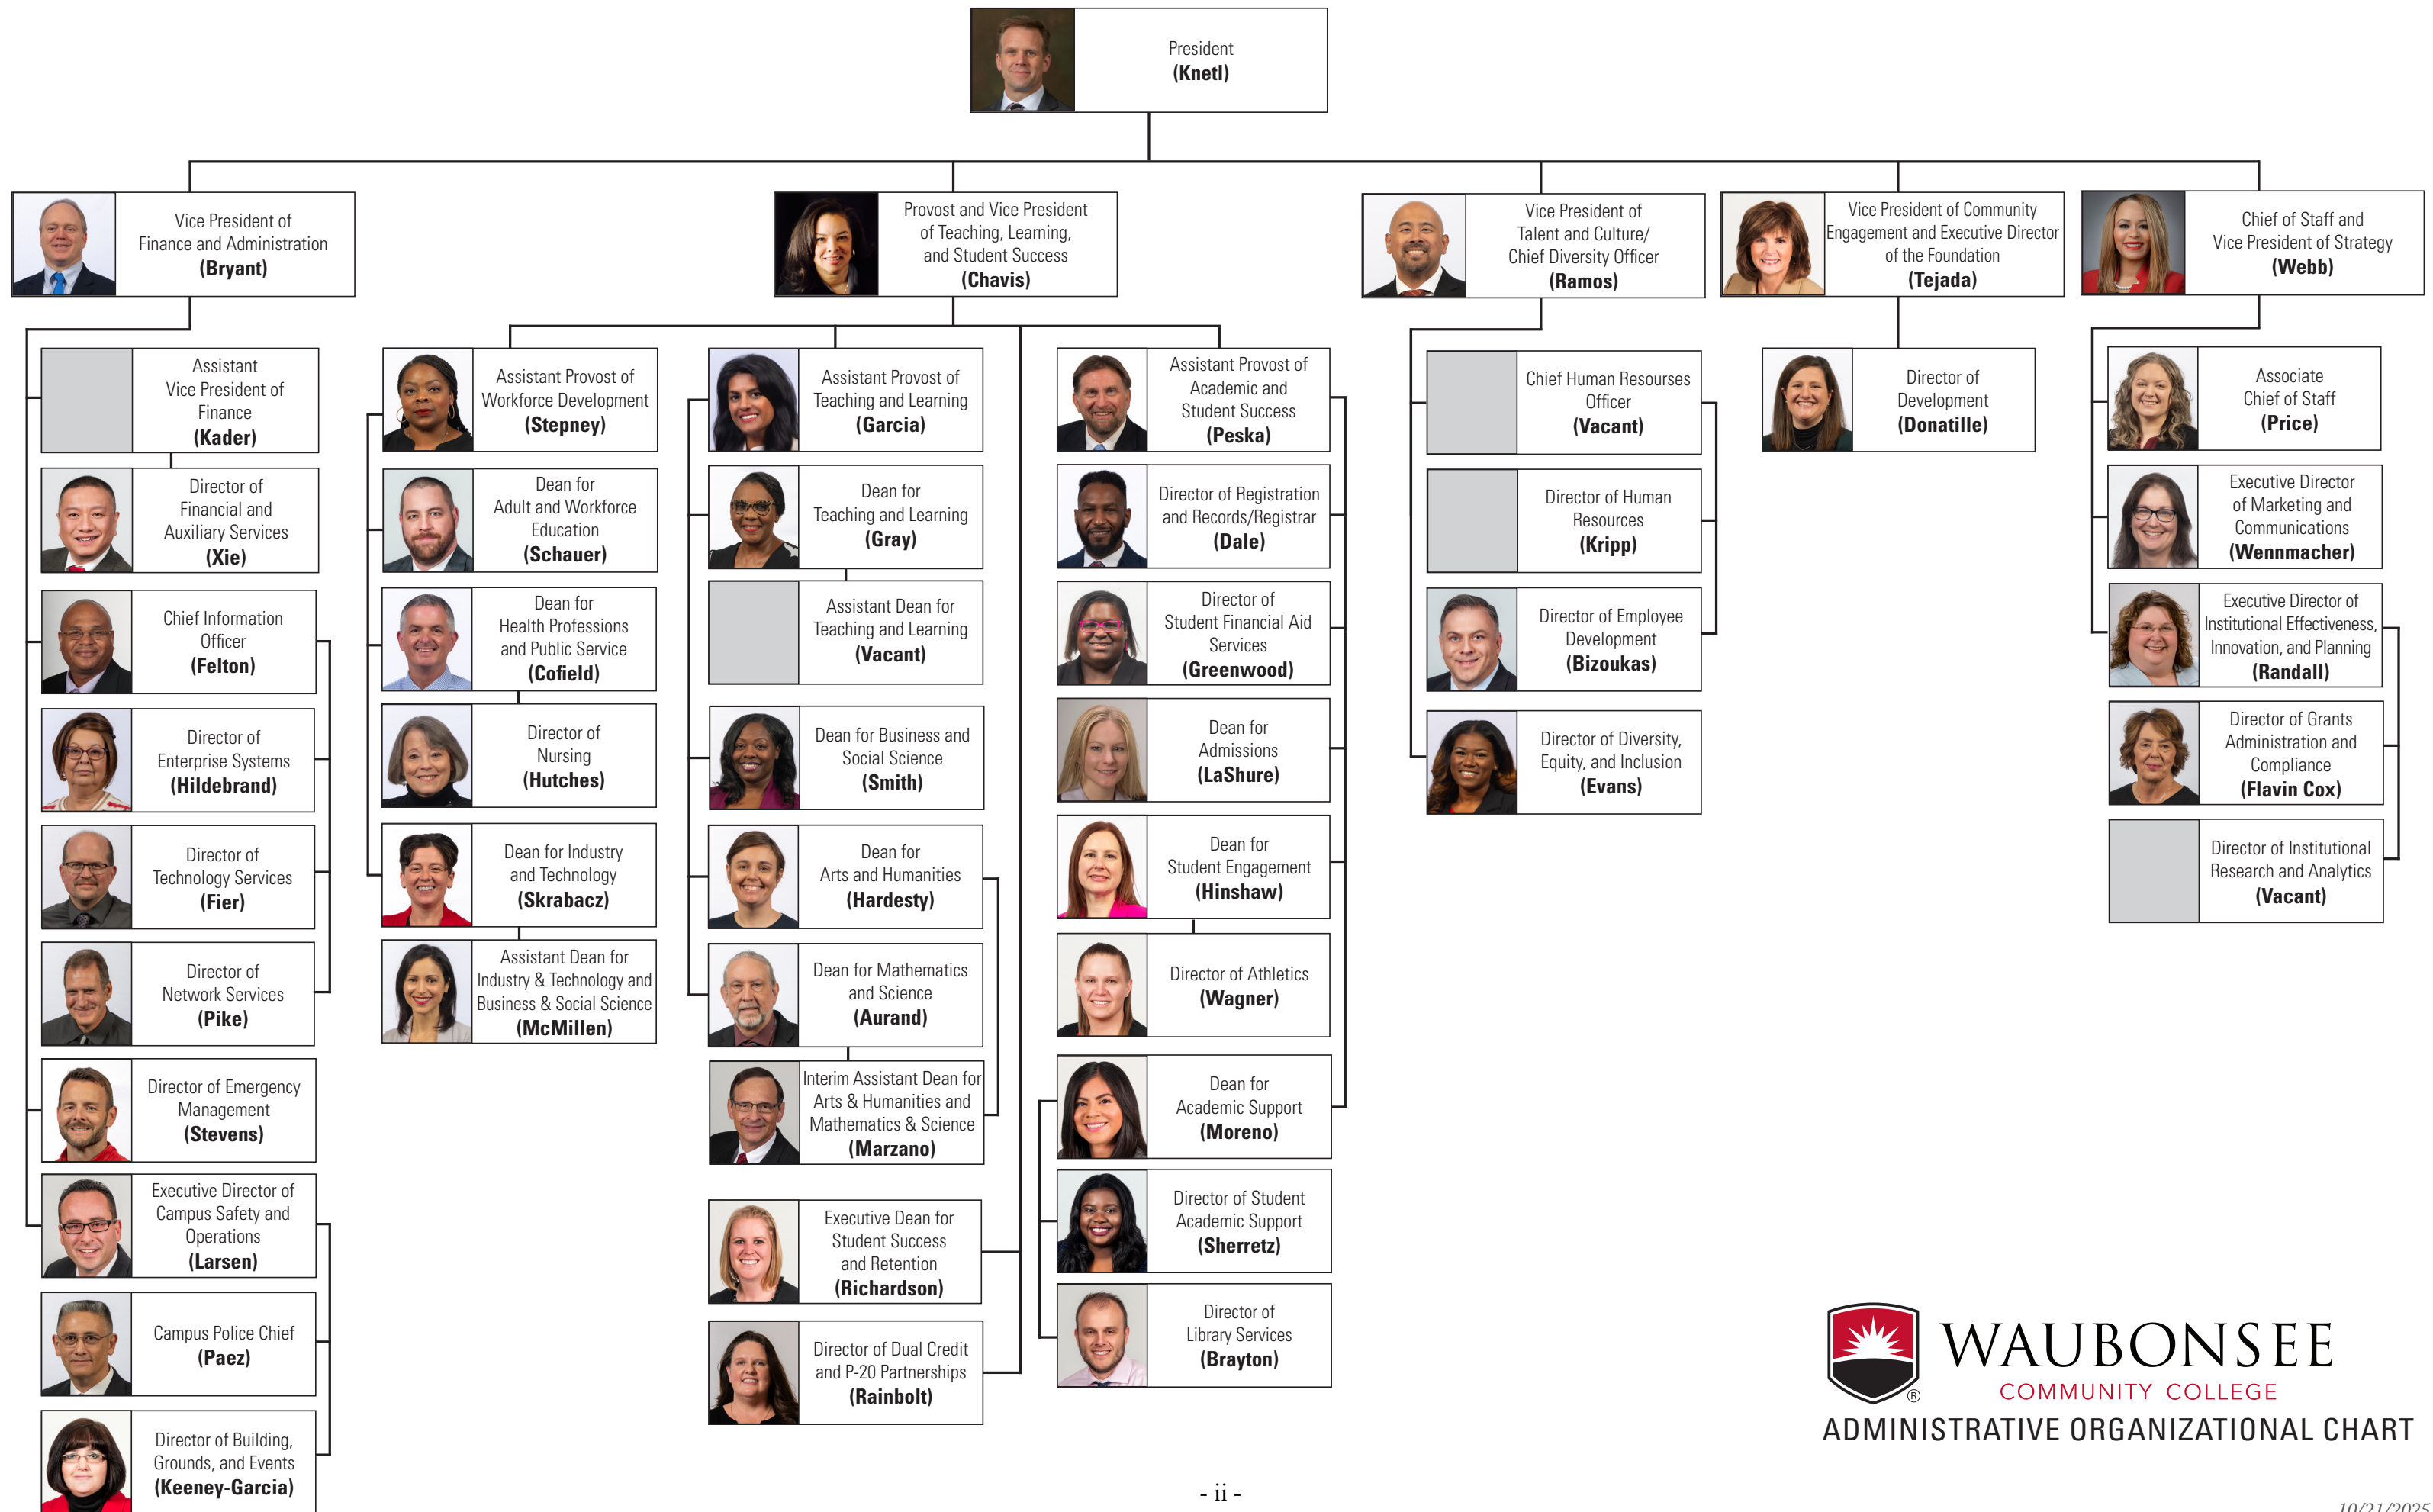 President
(Knetl)
Vice President of
Finance and Administration
(Bryant)
Provost and Vice President
of Teaching, Learning,
and Student Success
(Chavis)
Vice President of
Talent and Culture/
Chief Diversity Officer
(Ramos)
Vice President of Community
Engagement and Executive Director
of the Foundation
(Tejada)
Chief of Staff and
Vice President of Strategy
(Webb)
Assistant
Vice President of
Finance
(Kader)
Director of
Financial and
Auxiliary Services
(Xie)
Chief Information
Officer
(Felton)
Director of
Enterprise Systems
(Hildebrand)
Director of
Technology Services
(Fier)
Director of
Network Services
(Pike)
Director of Emergency
Management
(Stevens)
Executive Director of
Campus Safety and
Operations
(Larsen)
Campus Police Chief
(Paez)
Director of Building,
Grounds, and Events
(Keeney-Garcia)
Assistant Provost of
Workforce Development
(Stepney)
Dean for
Adult and Workforce
Education
(Schauer)
Dean for
Health Professions
and Public Service
(Cofield)
Director of
Nursing
(Hutches)
Dean for Industry
and Technology
(Skrabacz)
Assistant Dean for
Industry & Technology and
Business & Social Science
(McMillen)
Assistant Provost of
Teaching and Learning
(Garcia)
Dean for
Teaching and Learning
(Gray)
Assistant Dean for
Teaching and Learning
(Vacant)
Dean for Business and
Social Science
(Smith)
Dean for
Arts and Humanities
(Hardesty)
Dean for Mathematics
and Science
(Aurand)
Interim Assistant Dean for
Arts & Humanities and
Mathematics & Science
(Marzano)
Executive Dean for
Student Success
and Retention
(Richardson)
Director of Dual Credit
and P-20 Partnerships
(Rainbolt)
Assistant Provost of
Academic and
Student Success
(Peska)
Director of Registration
and Records/Registrar
(Dale)
Director of
Student Financial Aid
Services
(Greenwood)
Dean for
Admissions
(LaShure)
Dean for
Student Engagement
(Hinshaw)
Director of Athletics
(Wagner)
Dean for
Academic Support
(Moreno)
Director of Student
Academic Support
(Sherretz)
Director of
Library Services
(Brayton)
Chief Human Resourses
Officer
(Vacant)
Director of Human
Resources
(Kripp)
Director of Employee
Development
(Bizoukas)
Director of Diversity,
Equity, and Inclusion
(Evans)
Director of
Development
(Donatille)
Associate
Chief of Staff
(Price)
Executive Director
of Marketing and
Communications
(Wennmacher)
Executive Director of
Institutional Effectiveness,
Innovation, and Planning
(Randall)
Director of Grants
Administration and
Compliance
(Flavin Cox)
Director of Institutional
Research and Analytics
(Vacant)
®
WAUBONSEE
COMMUNITY COLLEGE
ADMINISTRATIVE ORGANIZATIONAL CHART
- ii -
10/21/2025